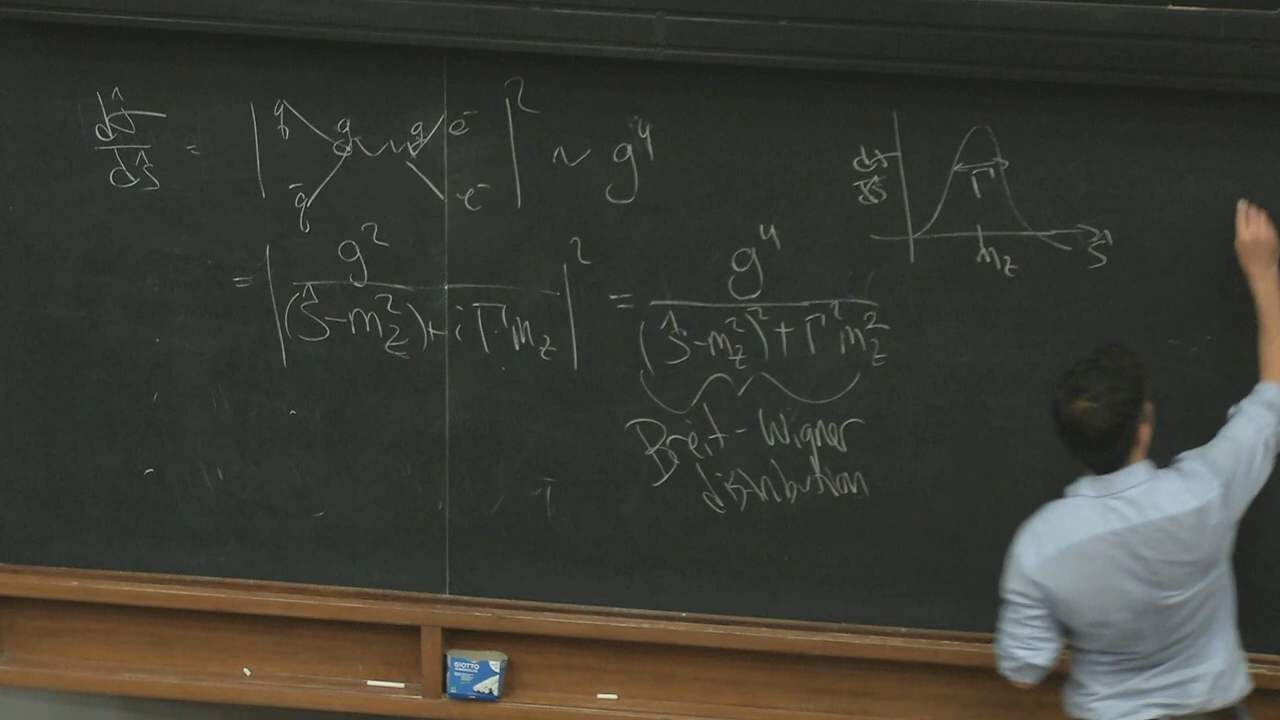 dσ̂/dŝ = | q g g e⁻ q̄ e⁻ |² ~ g⁴
= | g² / ((ŝ-m_Z²)+iΓm_Z) |² = g⁴ / ((ŝ-m_Z²)²+Γ²m_Z²)
Breit-Wigner
distribution
dσ/dŝ
Γ
m_Z
ŝ
GIOTTO